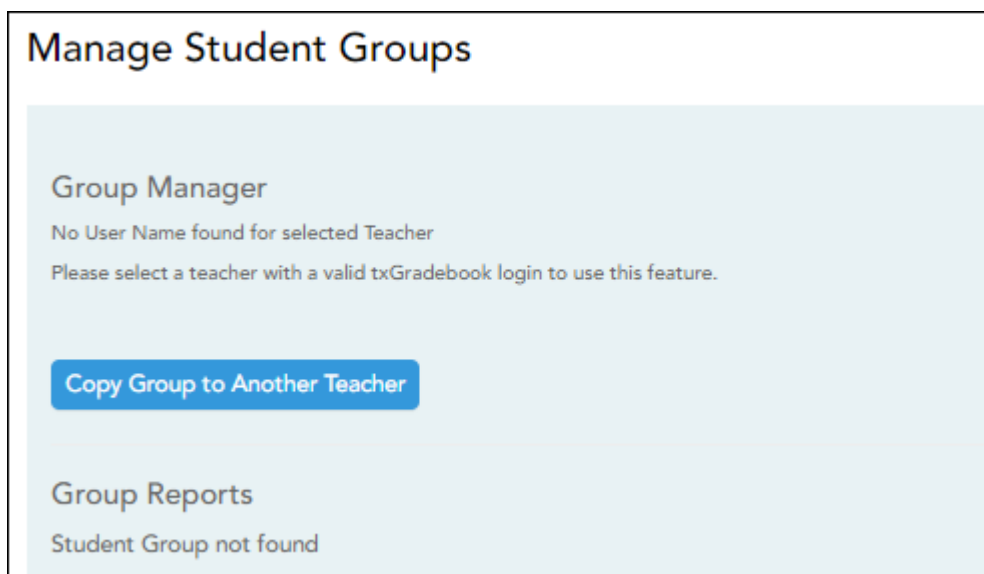 Manage Student Groups
Group Manager
No User Name found for selected Teacher
Please select a teacher with a valid txGradebook login to use this feature.
Copy Group to Another Teacher
Group Reports
Student Group not found